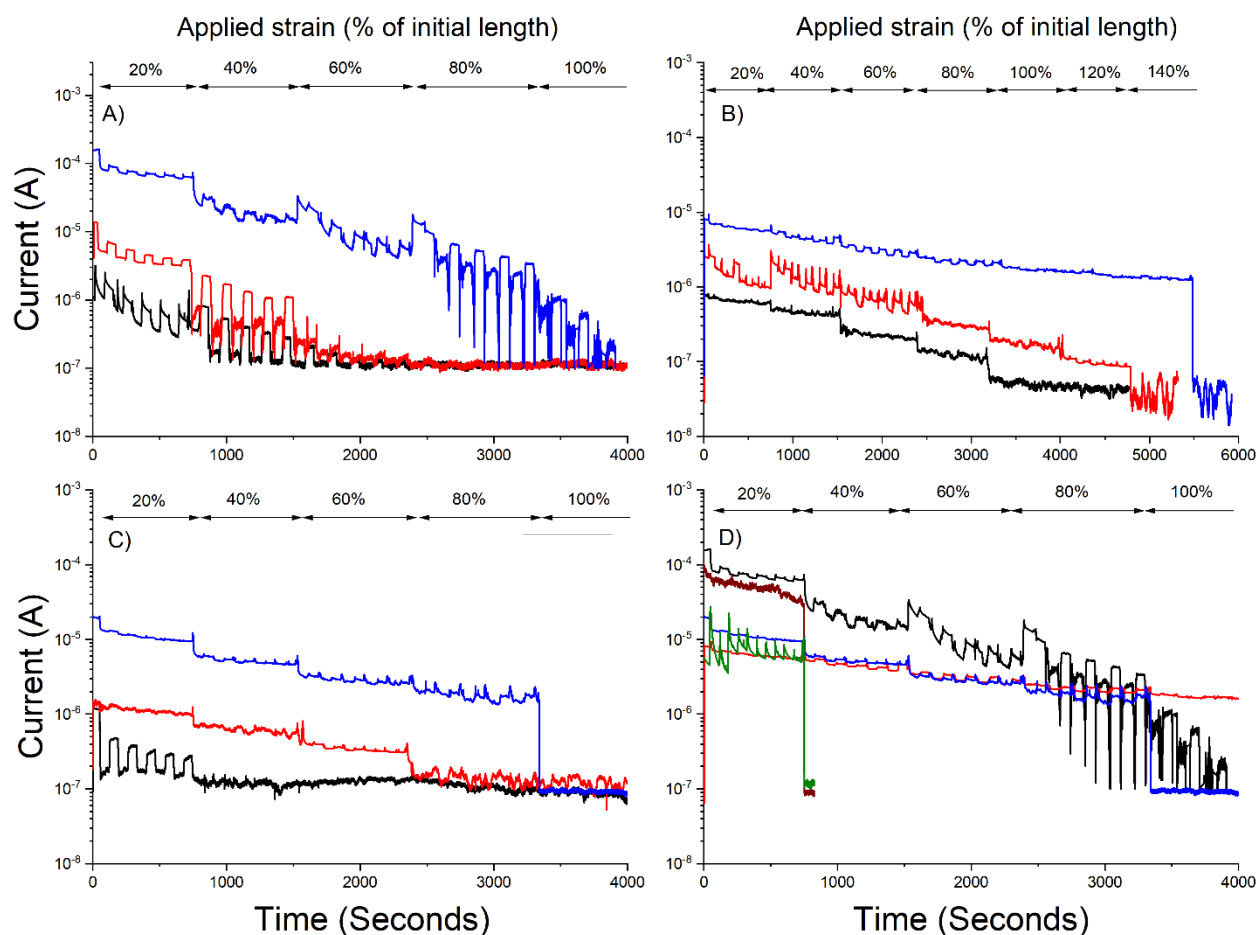 Applied strain (% of initial length)
Applied strain (% of initial length)
20% 40% 60% 80% 100%
20% 40% 60% 80% 100% 120% 140%
A)
B)
10⁻³
10⁻⁴
10⁻⁵
10⁻⁶
10⁻⁷
10⁻⁸
Current (A)
0 1000 2000 3000 4000
10⁻³
10⁻⁴
10⁻⁵
10⁻⁶
10⁻⁷
10⁻⁸
0 1000 2000 3000 4000 5000 6000
20% 40% 60% 80% 100%
20% 40% 60% 80% 100%
C)
D)
10⁻³
10⁻⁴
10⁻⁵
10⁻⁶
10⁻⁷
10⁻⁸
Current (A)
0 1000 2000 3000 4000
Time (Seconds)
10⁻³
10⁻⁴
10⁻⁵
10⁻⁶
10⁻⁷
10⁻⁸
0 1000 2000 3000 4000
Time (Seconds)